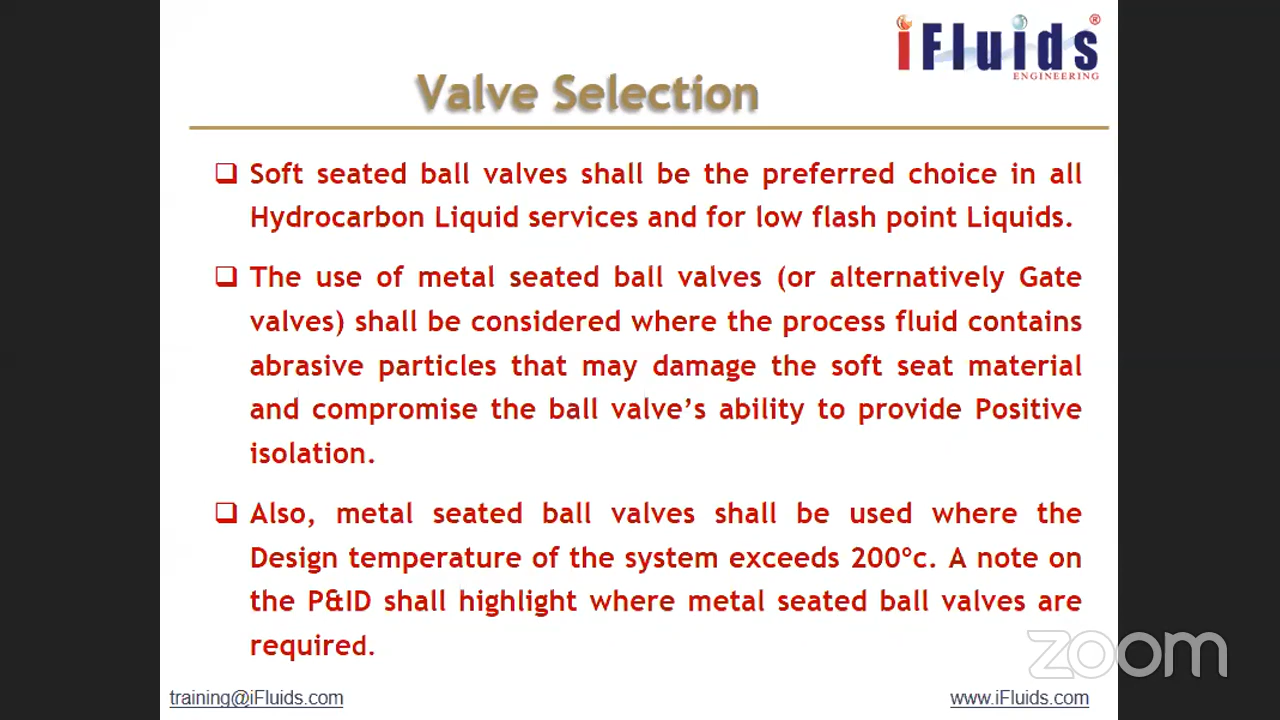 iFluids®
ENGINEERING
Valve Selection
❑ Soft seated ball valves shall be the preferred choice in all
Hydrocarbon Liquid services and for low flash point Liquids.
❑ The use of metal seated ball valves (or alternatively Gate
valves) shall be considered where the process fluid contains
abrasive particles that may damage the soft seat material
and compromise the ball valve’s ability to provide Positive
isolation.
❑ Also, metal seated ball valves shall be used where the
Design temperature of the system exceeds 200°c. A note on
the P&ID shall highlight where metal seated ball valves are
required.
zoom
training@iFluids.com
www.iFluids.com